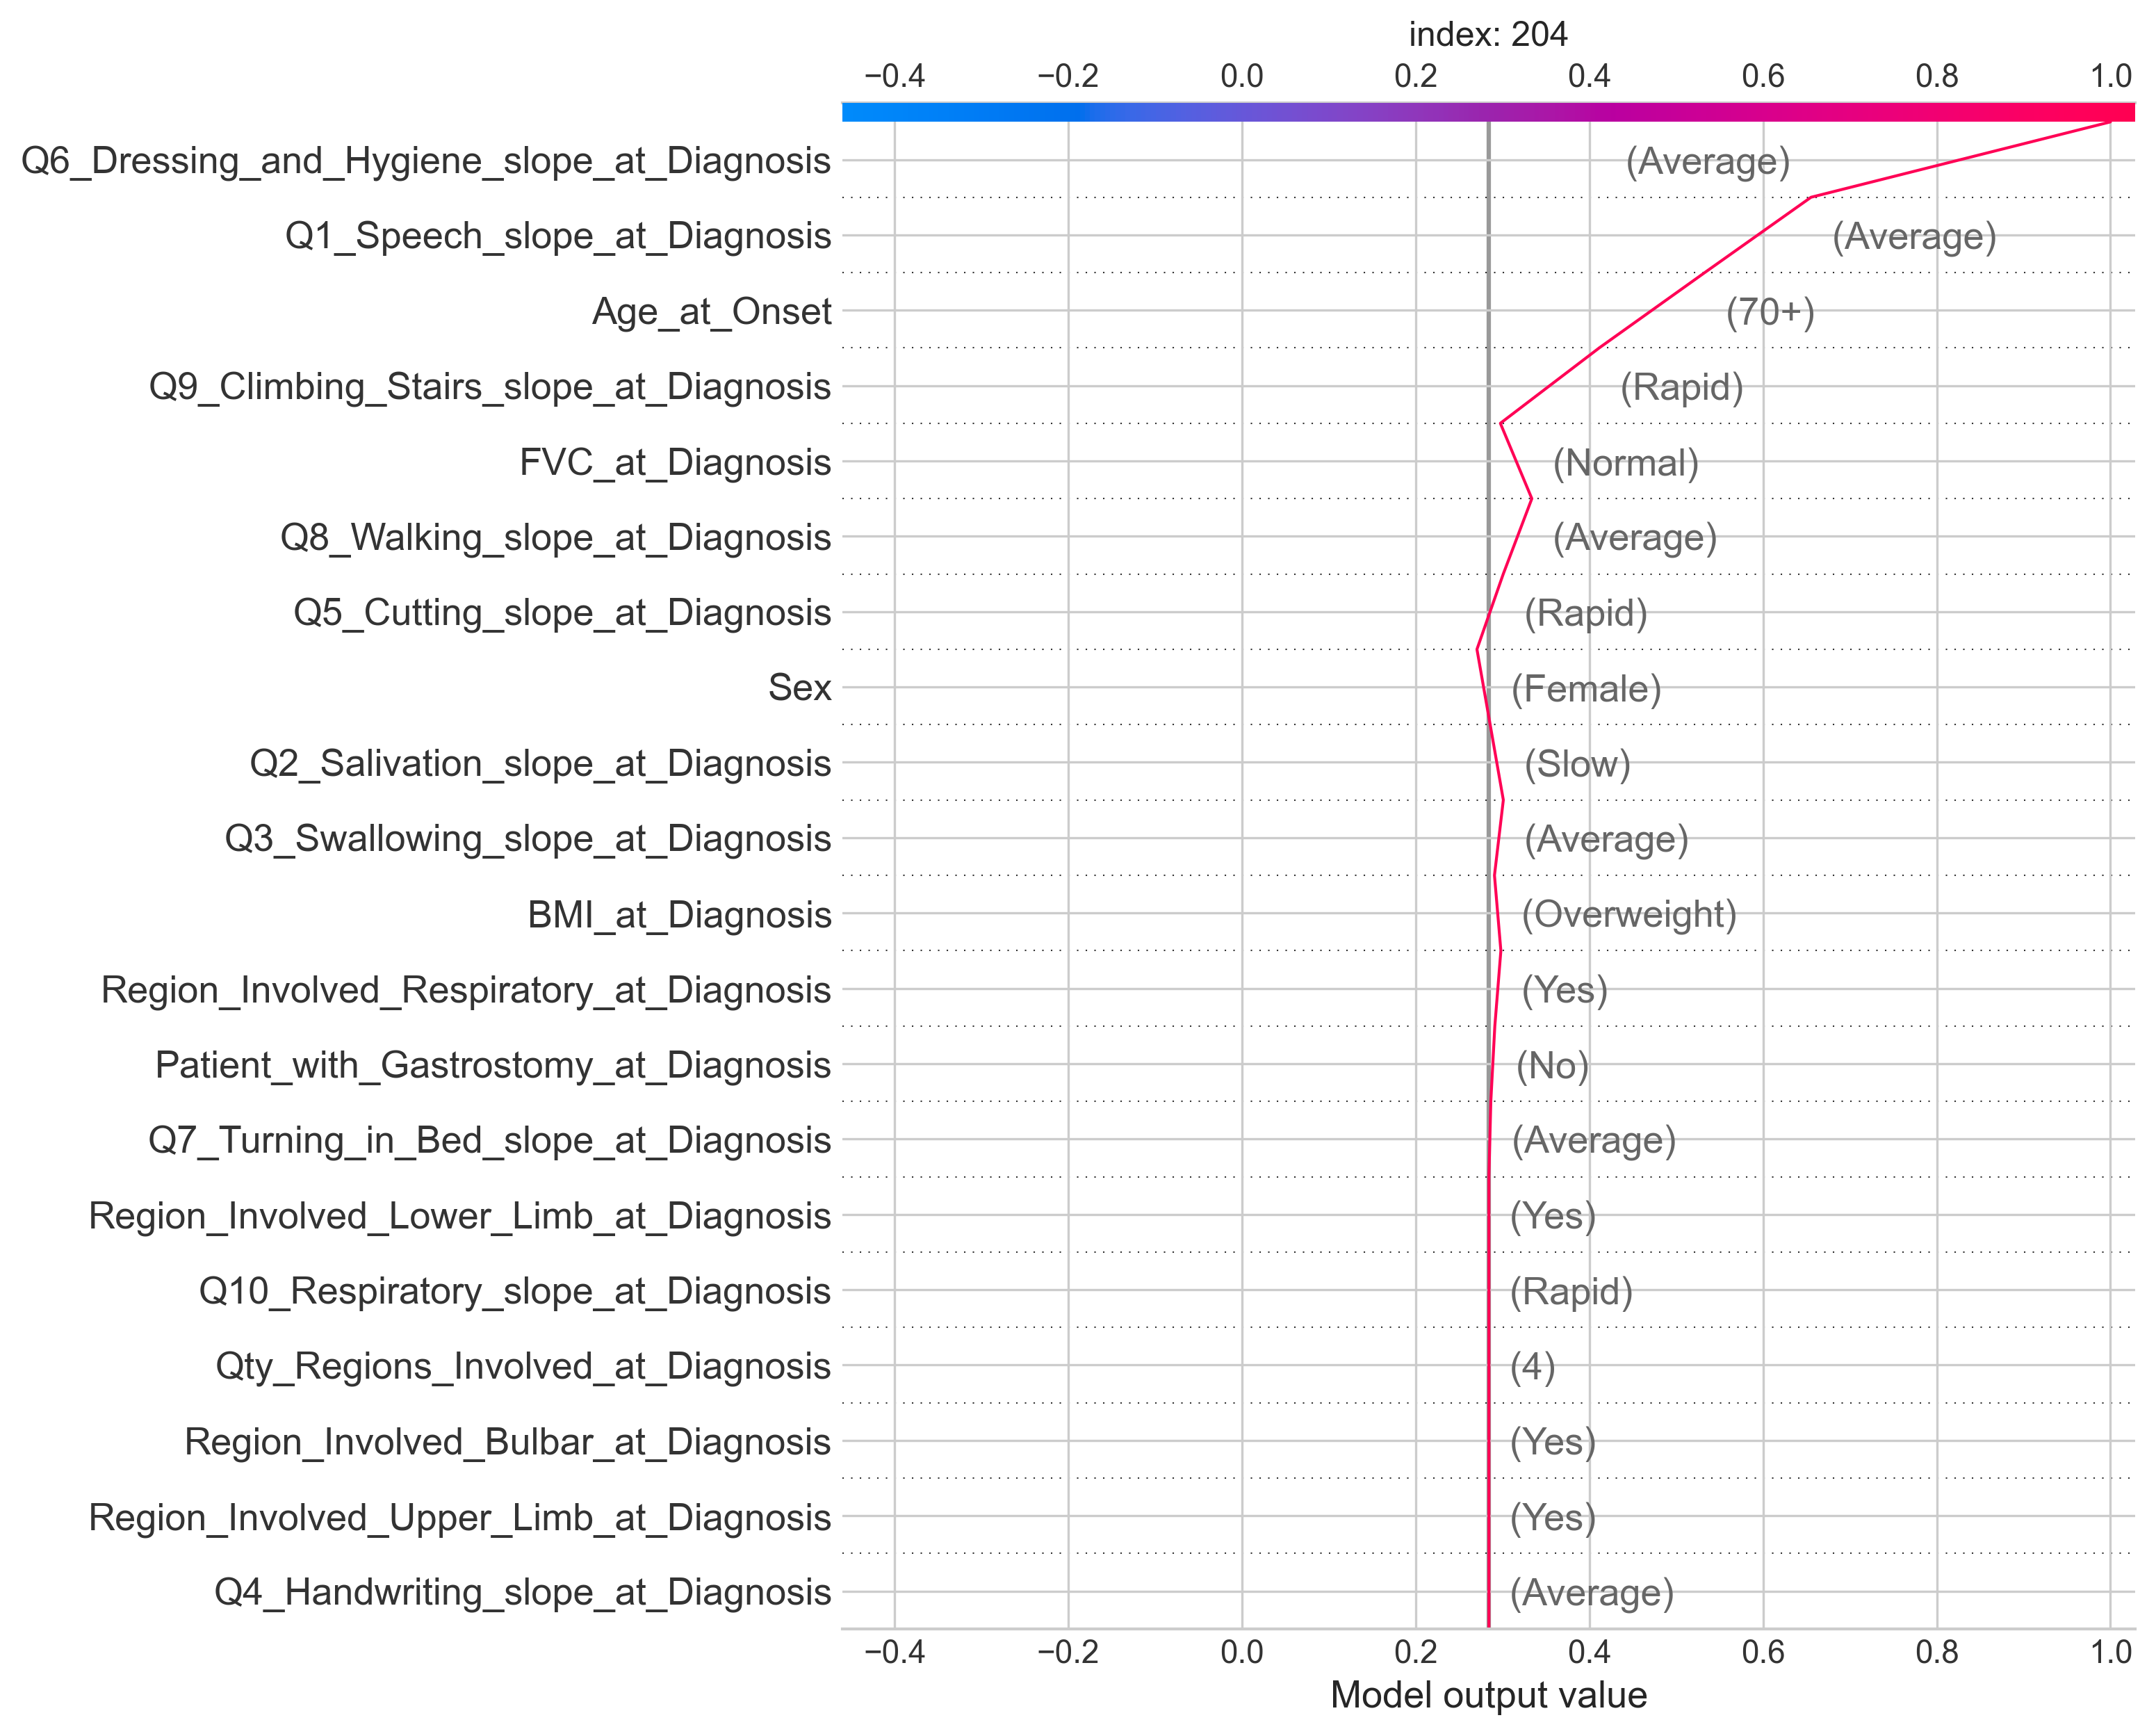 index: 204
−0.4 −0.2 0.0 0.2 0.4 0.6 0.8 1.0
Q6_Dressing_and_Hygiene_slope_at_Diagnosis (Average)
Q1_Speech_slope_at_Diagnosis (Average)
Age_at_Onset (70+)
Q9_Climbing_Stairs_slope_at_Diagnosis (Rapid)
FVC_at_Diagnosis (Normal)
Q8_Walking_slope_at_Diagnosis (Average)
Q5_Cutting_slope_at_Diagnosis (Rapid)
Sex (Female)
Q2_Salivation_slope_at_Diagnosis (Slow)
Q3_Swallowing_slope_at_Diagnosis (Average)
BMI_at_Diagnosis (Overweight)
Region_Involved_Respiratory_at_Diagnosis (Yes)
Patient_with_Gastrostomy_at_Diagnosis (No)
Q7_Turning_in_Bed_slope_at_Diagnosis (Average)
Region_Involved_Lower_Limb_at_Diagnosis (Yes)
Q10_Respiratory_slope_at_Diagnosis (Rapid)
Qty_Regions_Involved_at_Diagnosis (4)
Region_Involved_Bulbar_at_Diagnosis (Yes)
Region_Involved_Upper_Limb_at_Diagnosis (Yes)
Q4_Handwriting_slope_at_Diagnosis (Average)
−0.4 −0.2 0.0 0.2 0.4 0.6 0.8 1.0
Model output value